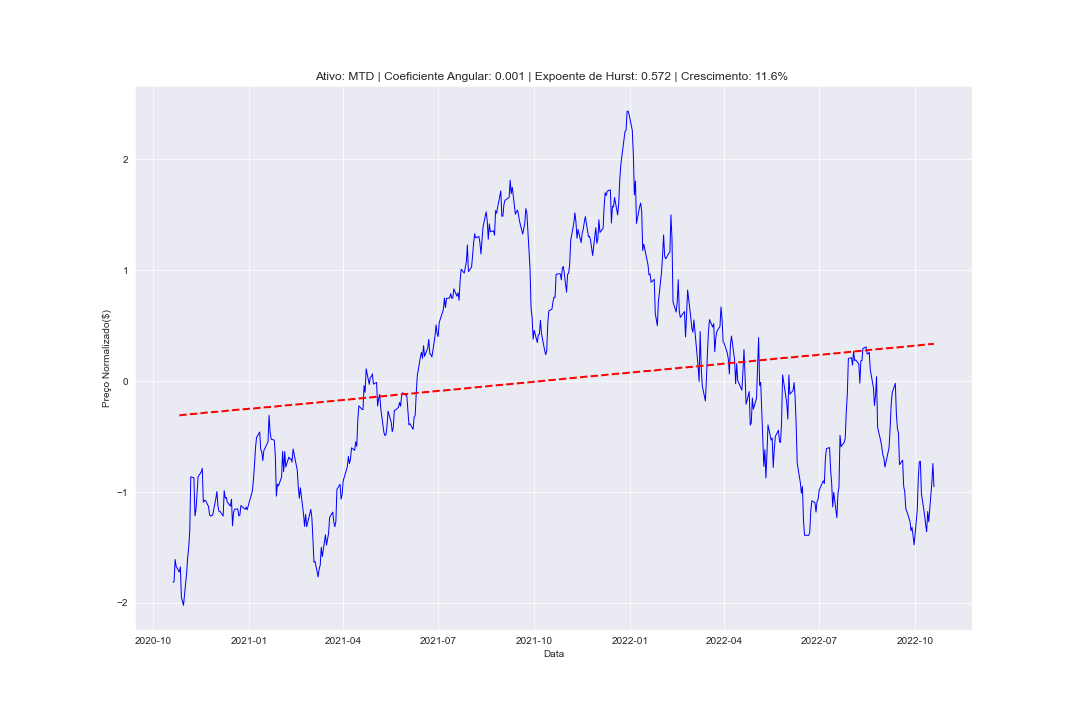 Ativo: MTD | Coeficiente Angular: 0.001 | Expoente de Hurst: 0.572 | Crescimento: 11.6%
Preço Normalizado($)
2
1
0
−1
−2
2020-10 2021-01 2021-04 2021-07 2021-10 2022-01 2022-04 2022-07 2022-10
Data